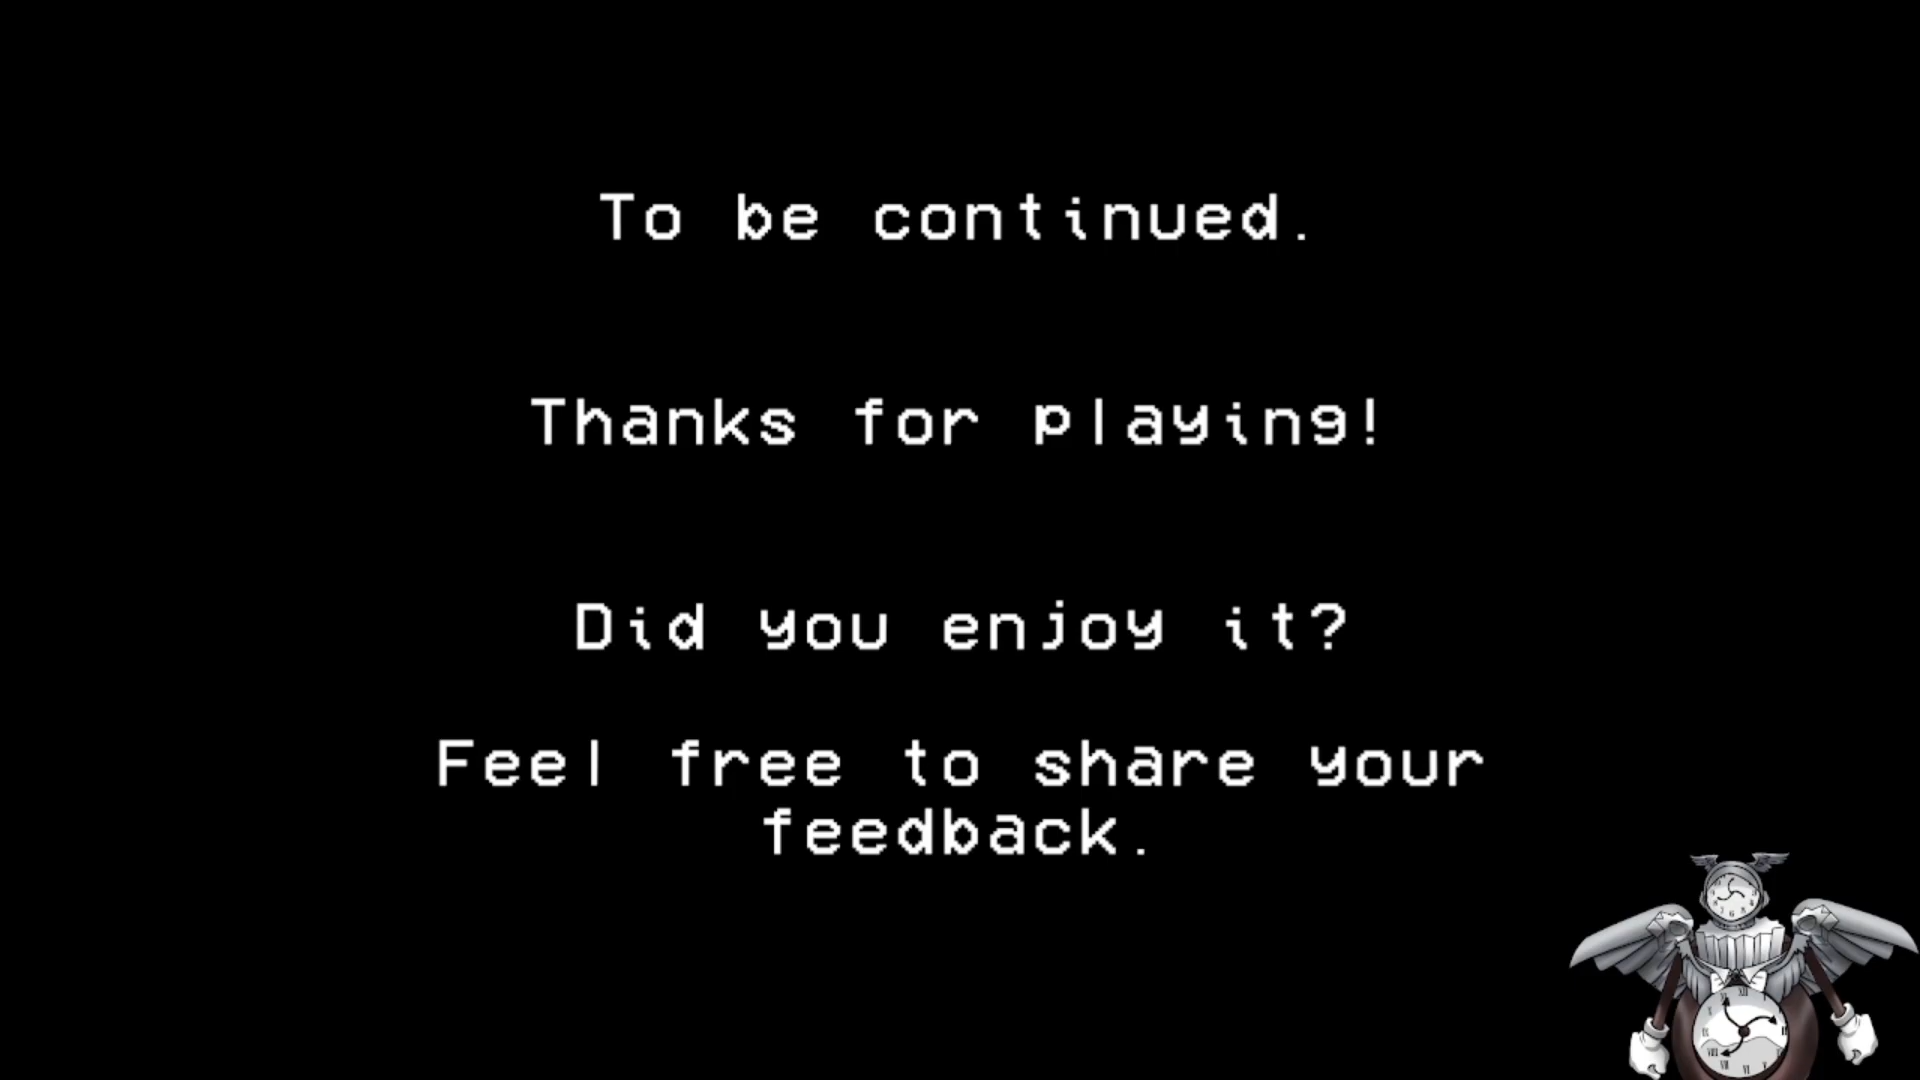 To be continued.
Thanks for playing!
Did you enjoy it?
Feel free to share your
feedback.